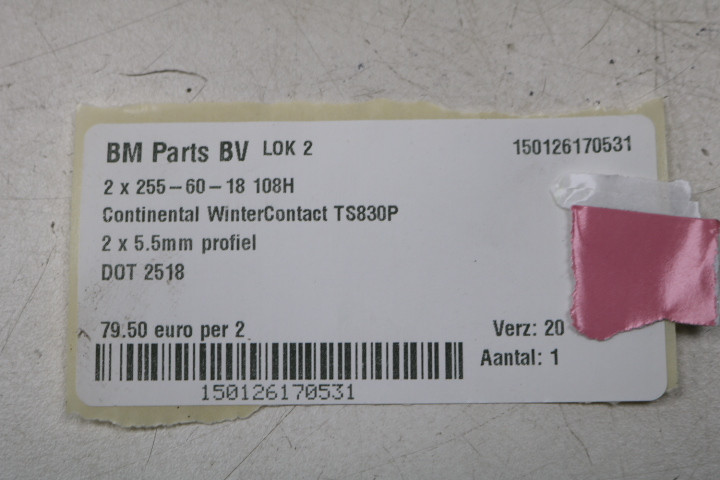 BM Parts BV LOK 2 150126170531
2 x 255-60-18 108H
Continental WinterContact TS830P
2 x 5.5mm profiel
DOT 2518
79.50 euro per 2 Verz: 20
Aantal: 1
150126170531